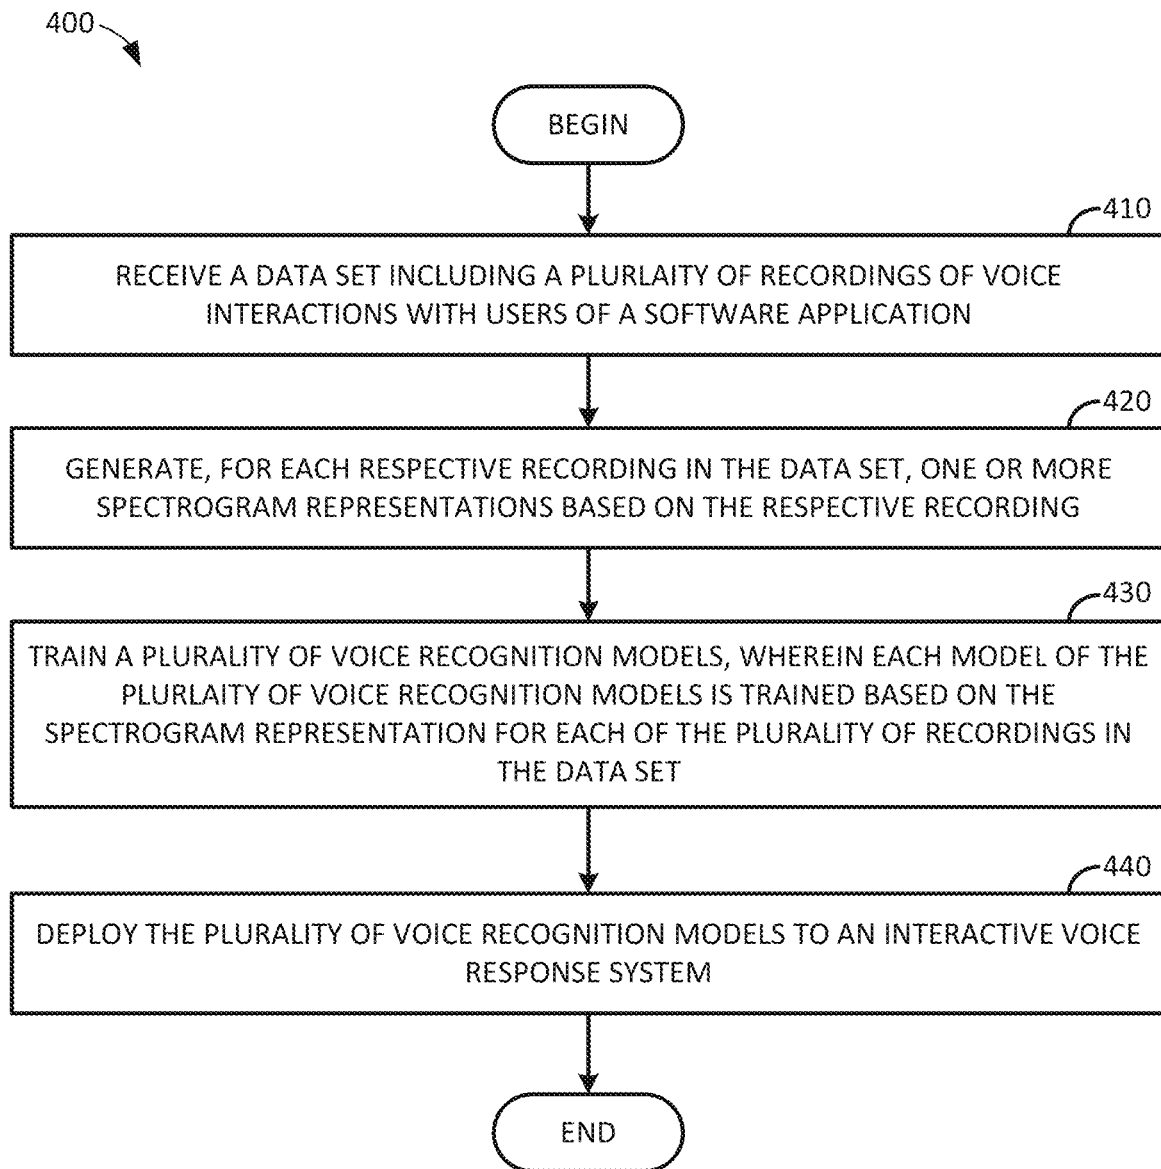 400
BEGIN
410
RECEIVE A DATA SET INCLUDING A PLURLAITY OF RECORDINGS OF VOICE
INTERACTIONS WITH USERS OF A SOFTWARE APPLICATION
420
GENERATE, FOR EACH RESPECTIVE RECORDING IN THE DATA SET, ONE OR MORE
SPECTROGRAM REPRESENTATIONS BASED ON THE RESPECTIVE RECORDING
430
TRAIN A PLURALITY OF VOICE RECOGNITION MODELS, WHEREIN EACH MODEL OF THE
PLURLAITY OF VOICE RECOGNITION MODELS IS TRAINED BASED ON THE
SPECTROGRAM REPRESENTATION FOR EACH OF THE PLURALITY OF RECORDINGS IN
THE DATA SET
440
DEPLOY THE PLURALITY OF VOICE RECOGNITION MODELS TO AN INTERACTIVE VOICE
RESPONSE SYSTEM
END